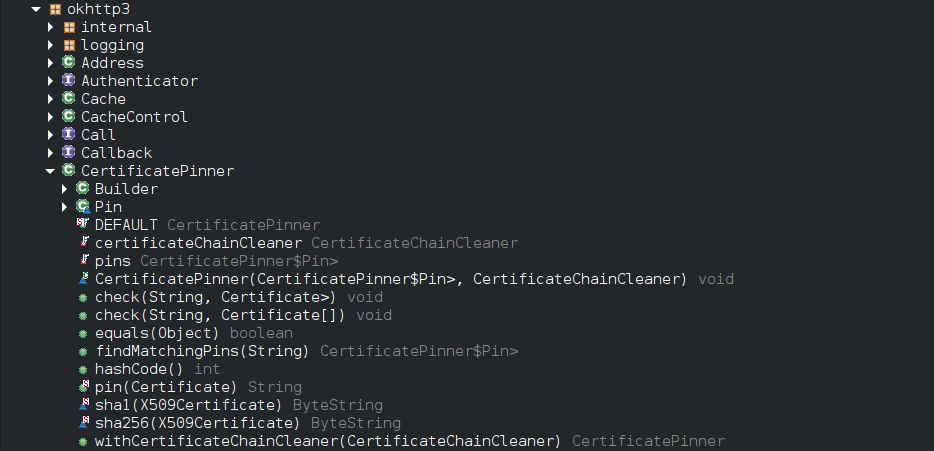 okhttp3
internal
logging
Address
Authenticator
Cache
CacheControl
Call
Callback
CertificatePinner
Builder
Pin
DEFAULT CertificatePinner
certificateChainCleaner CertificateChainCleaner
pins CertificatePinner$Pin>
CertificatePinner(CertificatePinner$Pin>, CertificateChainCleaner) void
check(String, Certificate>) void
check(String, Certificate[]) void
equals(Object) boolean
findMatchingPins(String) CertificatePinner$Pin>
hashCode() int
pin(Certificate) String
sha1(X509Certificate) ByteString
sha256(X509Certificate) ByteString
withCertificateChainCleaner(CertificateChainCleaner) CertificatePinner